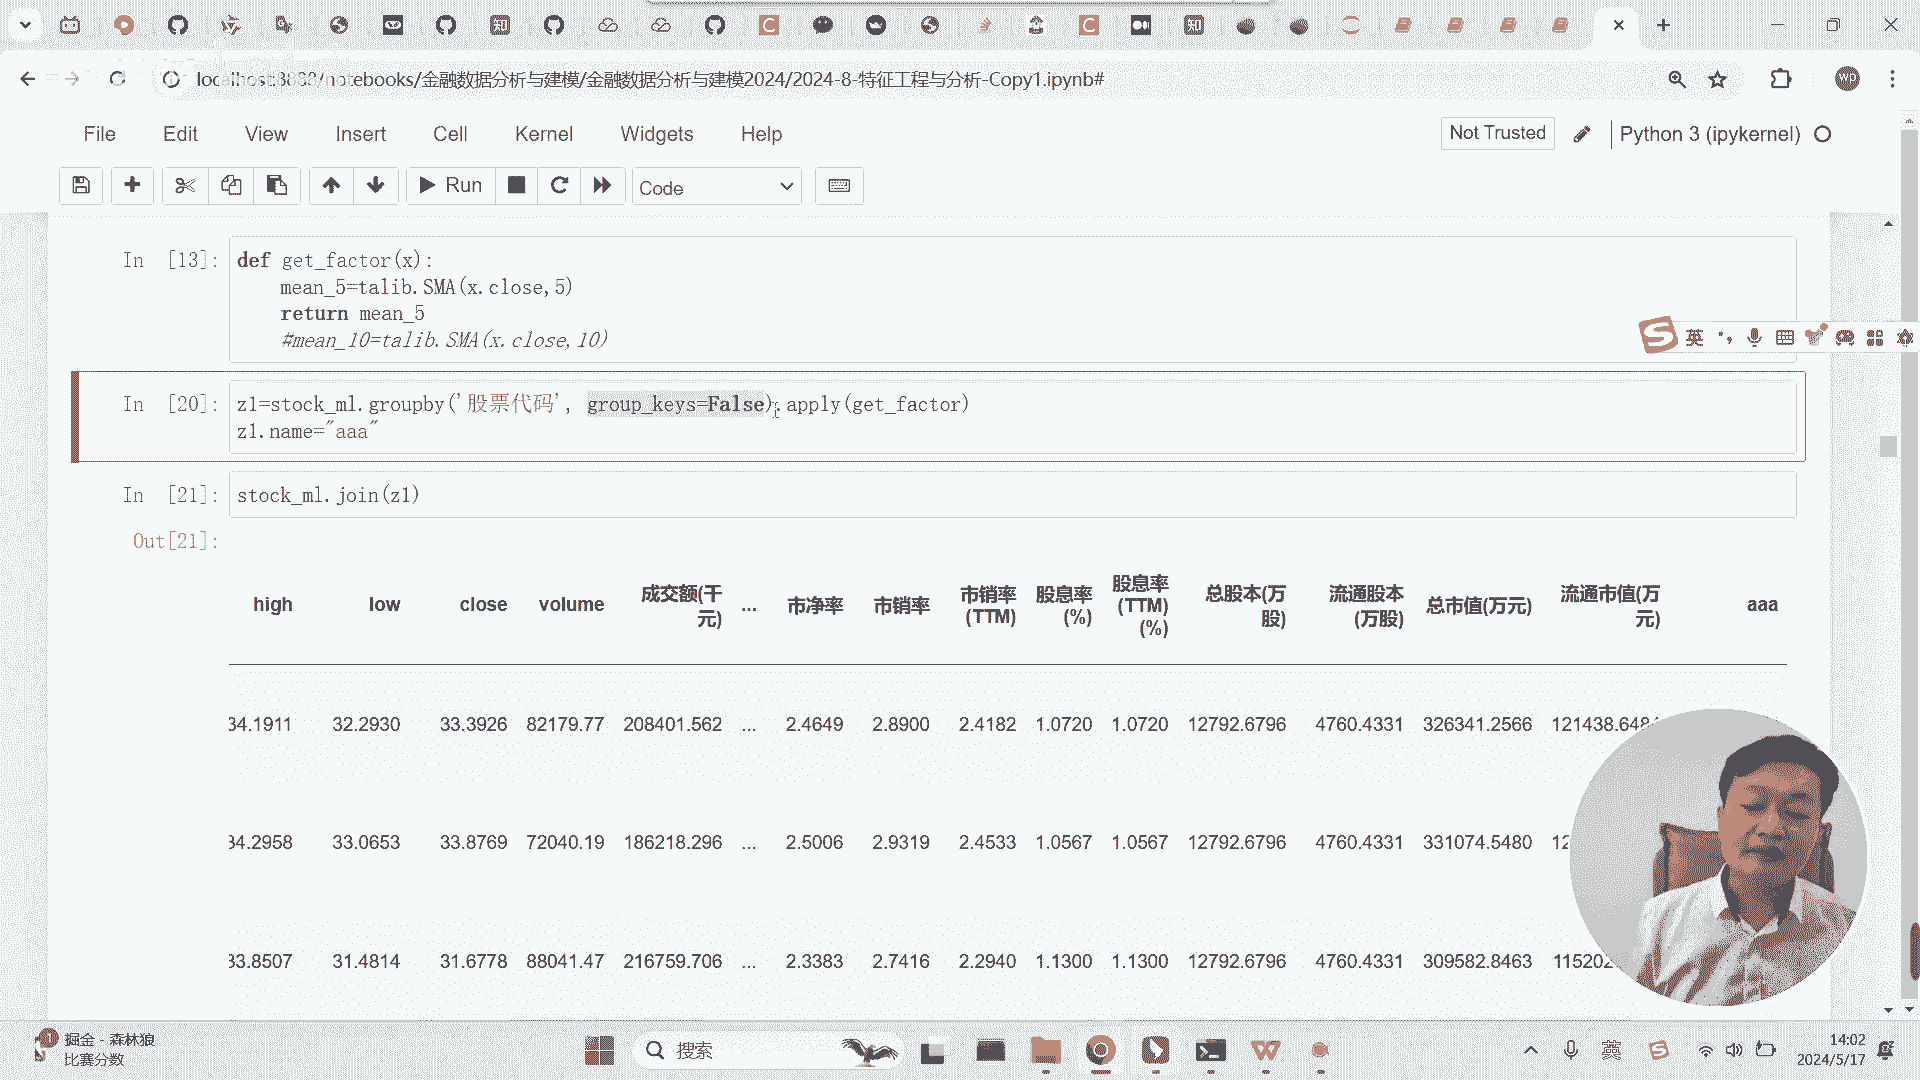 localhost:8888/notebooks/金融数据分析与建模/金融数据分析与建模2024/2024-8-特征工程与分析-Copy1.ipynb#
wp
File Edit View Insert Cell Kernel Widgets Help
Not Trusted
Python 3 (ipykernel)
Run
Code
In [13]:
def get_factor(x):
mean_5=talib.SMA(x.close,5)
return mean_5
#mean_10=talib.SMA(x.close,10)
英
In [20]:
z1=stock_ml.groupby('股票代码', group_keys=False).apply(get_factor)
z1.name="aaa"
In [21]:
stock_ml.join(z1)
Out[21]:
high low close volume 成交额(千元) ... 市净率 市销率 市销率(TTM) 股息率(%) 股息率(TTM)(%) 总股本(万股) 流通股本(万股) 总市值(万元) 流通市值(万元) aaa
34.1911 32.2930 33.3926 82179.77 208401.562 ... 2.4649 2.8900 2.4182 1.0720 1.0720 12792.6796 4760.4331 326341.2566
34.2958 33.0653 33.8769 72040.19 186218.296 ... 2.5006 2.9319 2.4533 1.0567 1.0567 12792.6796 4760.4331 331074.5480
33.8507 31.4814 31.6778 88041.47 216759.706 ... 2.3383 2.7416 2.2940 1.1300 1.1300 12792.6796 4760.4331 309582.8463
掘金 - 森林狼
比赛分数
搜索
英
14:02
2024/5/17